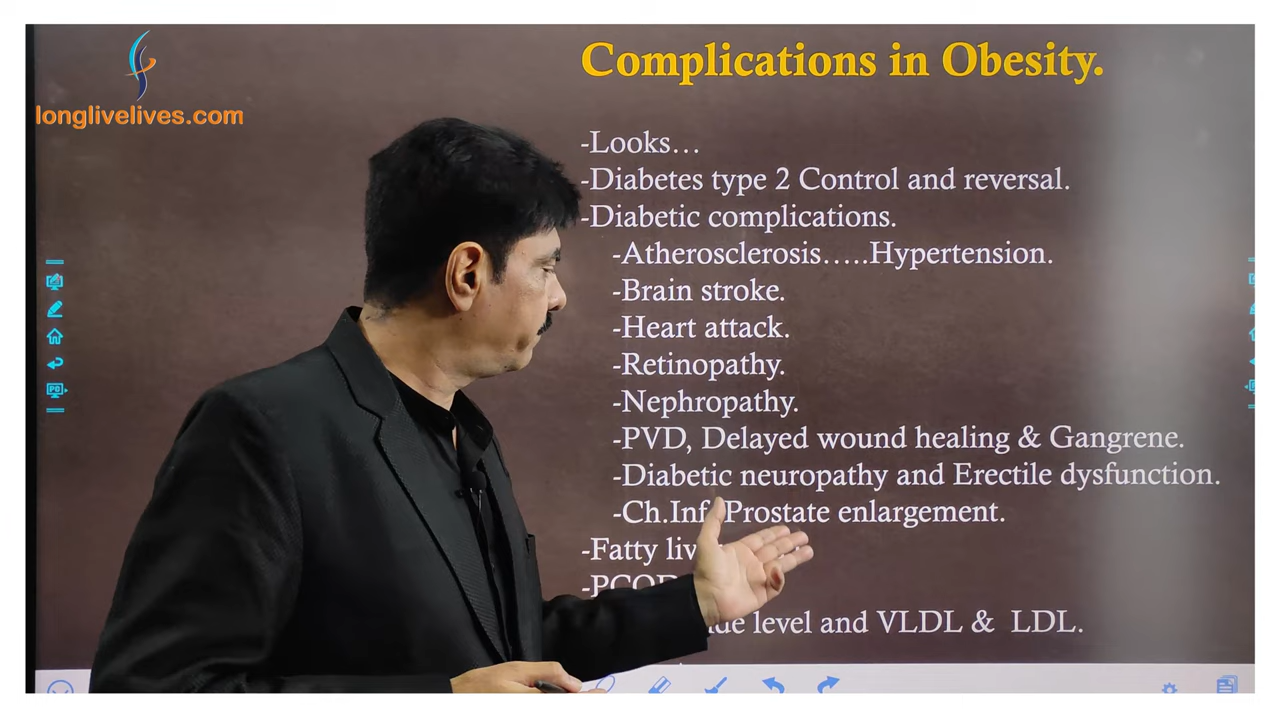 Complications in Obesity.
longlivelives.com
-Looks…
-Diabetes type 2 Control and reversal.
-Diabetic complications.
-Atherosclerosis…..Hypertension.
-Brain stroke.
-Heart attack.
-Retinopathy.
-Nephropathy.
-PVD, Delayed wound healing & Gangrene.
-Diabetic neuropathy and Erectile dysfunction.
-Ch.Inf Prostate enlargement.
-Fatty
-PCOD
level and VLDL & LDL.